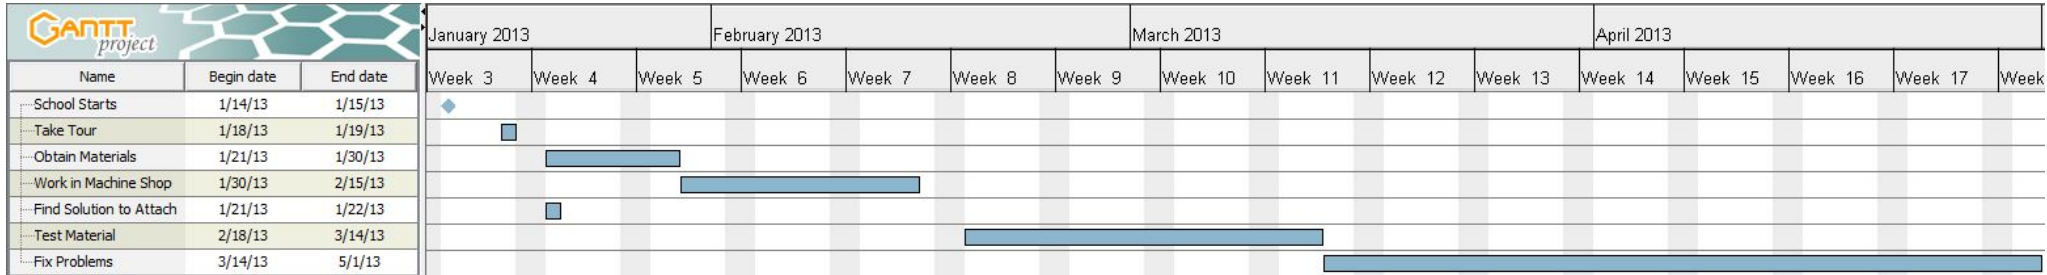 GANTT
project
January 2013 February 2013 March 2013 April 2013
Name Begin date End date Week 3 Week 4 Week 5 Week 6 Week 7 Week 8 Week 9 Week 10 Week 11 Week 12 Week 13 Week 14 Week 15 Week 16 Week 17 Week
School Starts 1/14/13 1/15/13
Take Tour 1/18/13 1/19/13
Obtain Materials 1/21/13 1/30/13
Work in Machine Shop 1/30/13 2/15/13
Find Solution to Attach 1/21/13 1/22/13
Test Material 2/18/13 3/14/13
Fix Problems 3/14/13 5/1/13